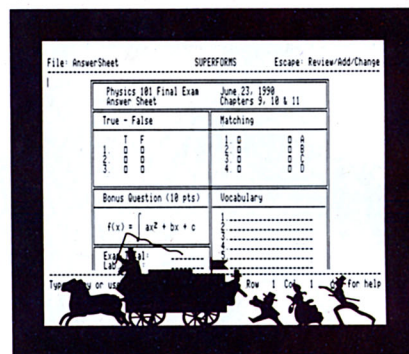 File: AnswerSheet SUPERFORMS Escape: Review/Add/Change
Physics 101 Final Exam June 23, 1990
Answer Sheet Chapters 9, 10 & 11
True - False Matching
T F 1. A
1. 2. B
2. 3. C
3. 4. D
Bonus Question (10 pts) Vocabulary
f(x) = ∫ ax² + bx + c
1.
2.
3.
4.
Exam
Lab
Row 1 for help